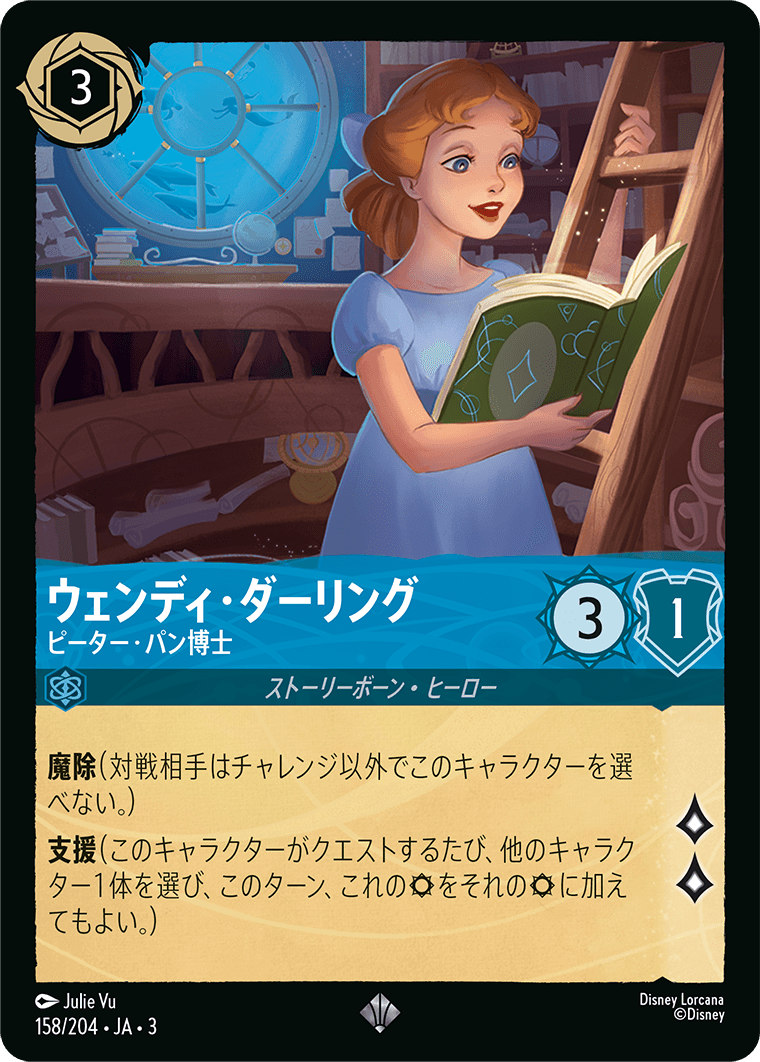 3
ウェンディ・ダーリング
ピーター・パン博士
3
1
ストーリーボーン・ヒーロー
魔除(対戦相手はチャレンジ以外でこのキャラクターを選
べない。)
支援(このキャラクターがクエストするたび、他のキャラク
ター1体を選び、このターン、これの⛭をそれの⛭に加え
てもよい。)
Julie Vu
158/204・JA・3
Disney Lorcana
©Disney